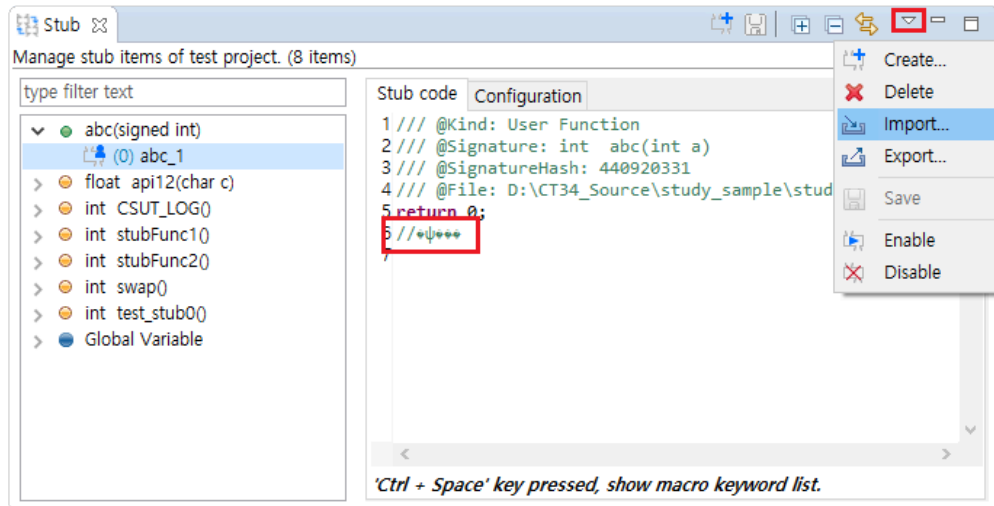 Stub
Manage stub items of test project. (8 items)
type filter text
abc(signed int)
(0) abc_1
float api12(char c)
int CSUT_LOG()
int stubFunc1()
int stubFunc2()
int swap()
int test_stub0()
Global Variable
Stub code Configuration
1 /// @Kind: User Function
2 /// @Signature: int abc(int a)
3 /// @SignatureHash: 440920331
4 /// @File: D:\CT34_Source\study_sample\stud
5 return 0;
6 //�ψ���
7
'Ctrl + Space' key pressed, show macro keyword list.
Create...
Delete
Import...
Export...
Save
Enable
Disable